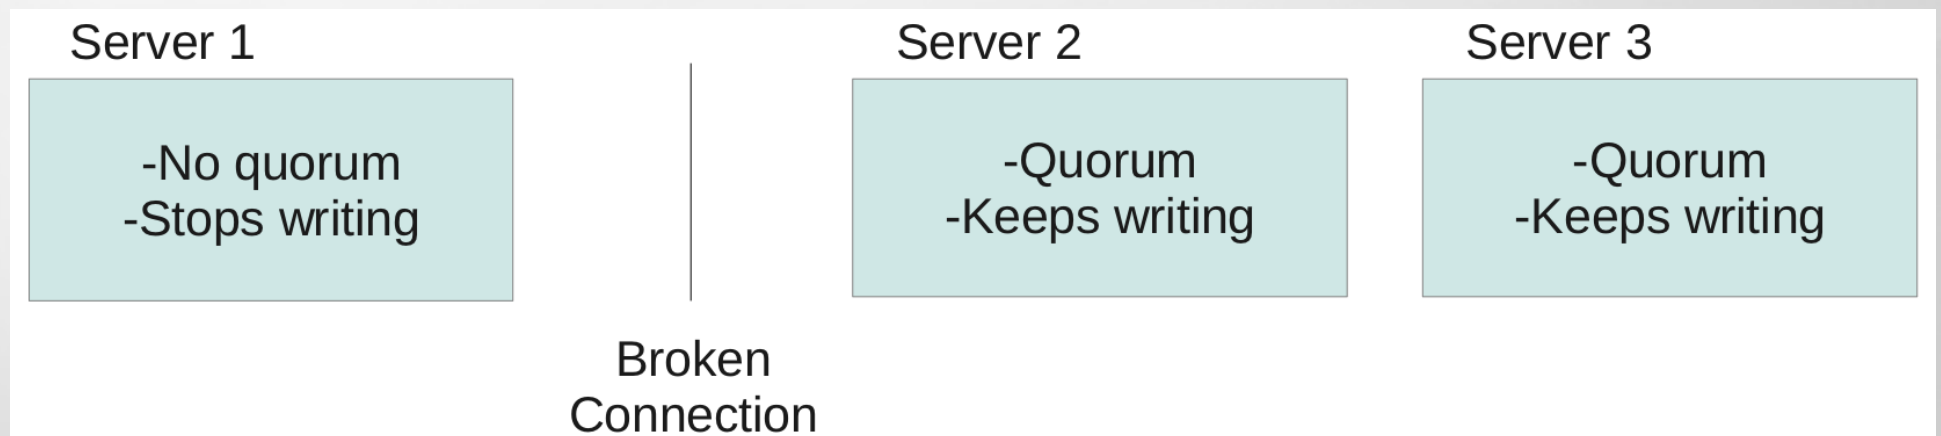 Server 1
Server 2
Server 3
-No quorum
-Stops writing
-Quorum
-Keeps writing
-Quorum
-Keeps writing
Broken
Connection